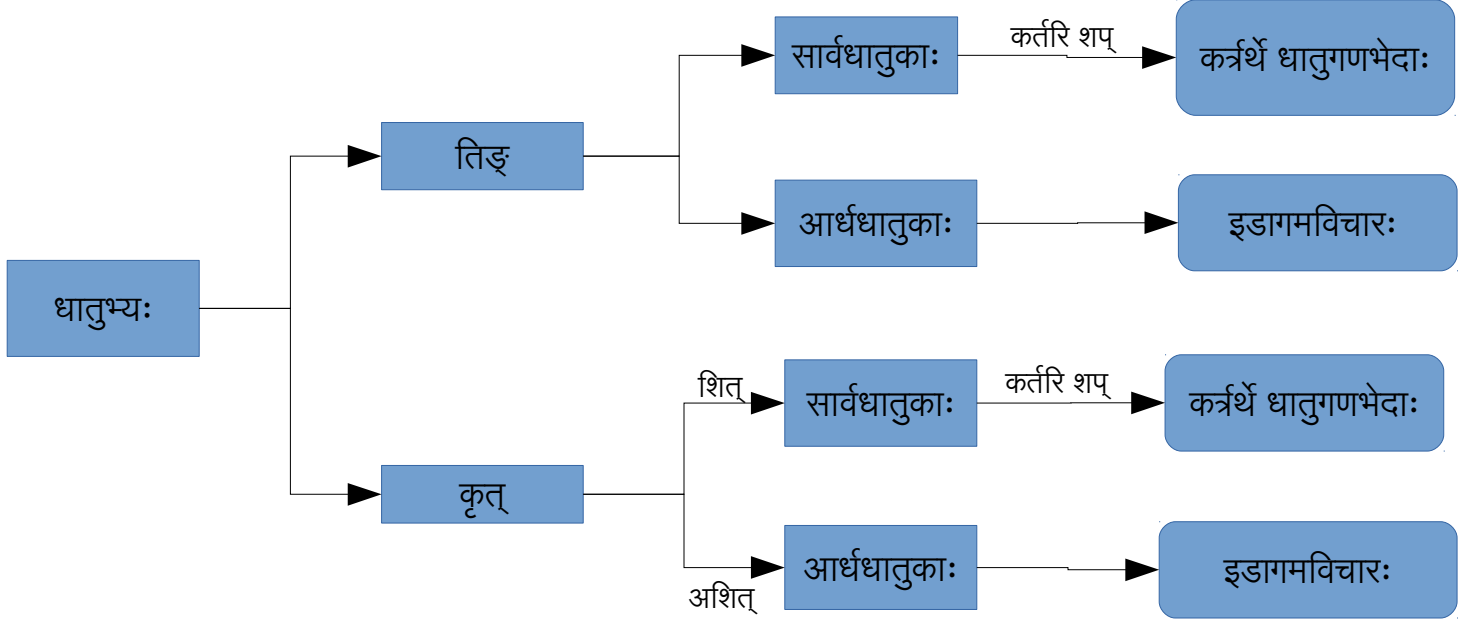 सार्वधातुकाः
कर्तरि शप्
कर्त्रर्थे धातुगणभेदाः
तिङ्
आर्धधातुकाः
इडागमविचारः
धातुभ्यः
शित्
सार्वधातुकाः
कर्तरि शप्
कर्त्रर्थे धातुगणभेदाः
कृत्
अशित्
आर्धधातुकाः
इडागमविचारः